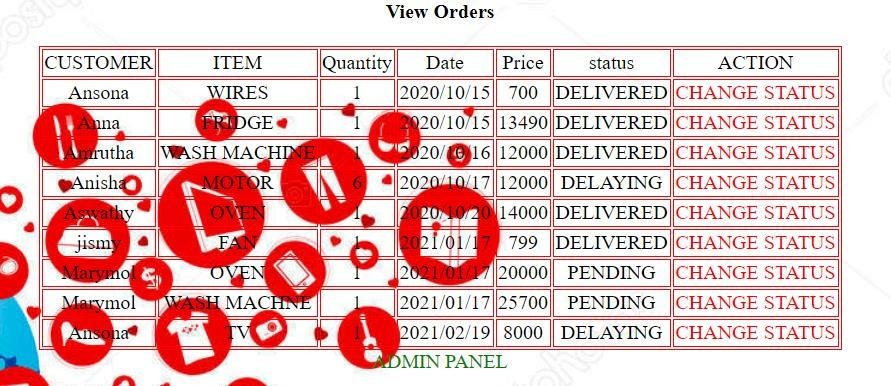 View Orders
CUSTOMER ITEM Quantity Date Price status ACTION
Ansona WIRES 1 2020/10/15 700 DELIVERED CHANGE STATUS
Anna FRIDGE 1 2020/10/15 13490 DELIVERED CHANGE STATUS
Amrutha WASH MACHINE 1 2020/10/16 12000 DELIVERED CHANGE STATUS
Anisha MOTOR 6 2020/10/17 12000 DELAYING CHANGE STATUS
Aswathy OVEN 1 2020/10/20 14000 DELIVERED CHANGE STATUS
jismy FAN 1 2021/01/17 799 DELIVERED CHANGE STATUS
Marymol OVEN 1 2021/01/17 20000 PENDING CHANGE STATUS
Marymol WASH MACHNE 1 2021/01/17 25700 PENDING CHANGE STATUS
Ansona TV 1 2021/02/19 8000 DELAYING CHANGE STATUS
ADMIN PANEL